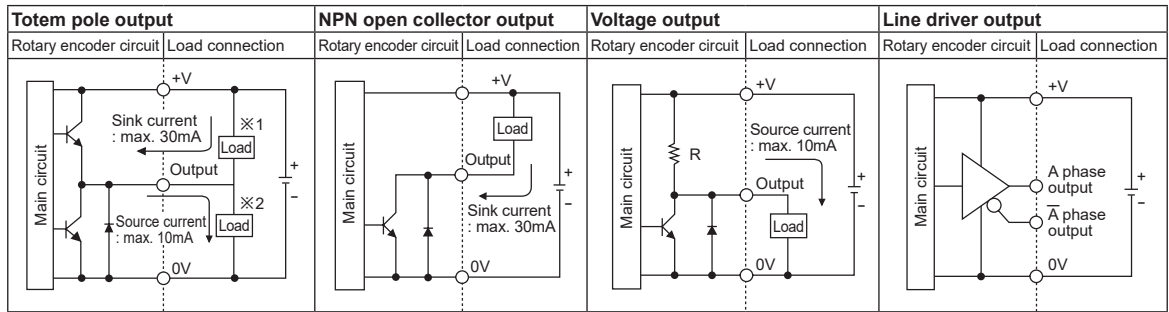 Totem pole output
Rotary encoder circuit Load connection
Main circuit
+V
Sink current
: max. 30mA
※1
Load
Output
+
-
※2
Source current
: max. 10mA
Load
0V
NPN open collector output
Rotary encoder circuit Load connection
Main circuit
+V
Load
Output
+
-
Sink current
: max. 30mA
0V
Voltage output
Rotary encoder circuit Load connection
Main circuit
+V
Source current
: max. 10mA
R
Output
+
-
Load
0V
Line driver output
Rotary encoder circuit Load connection
Main circuit
+V
A phase
output
+
-
A̅ phase
output
0V